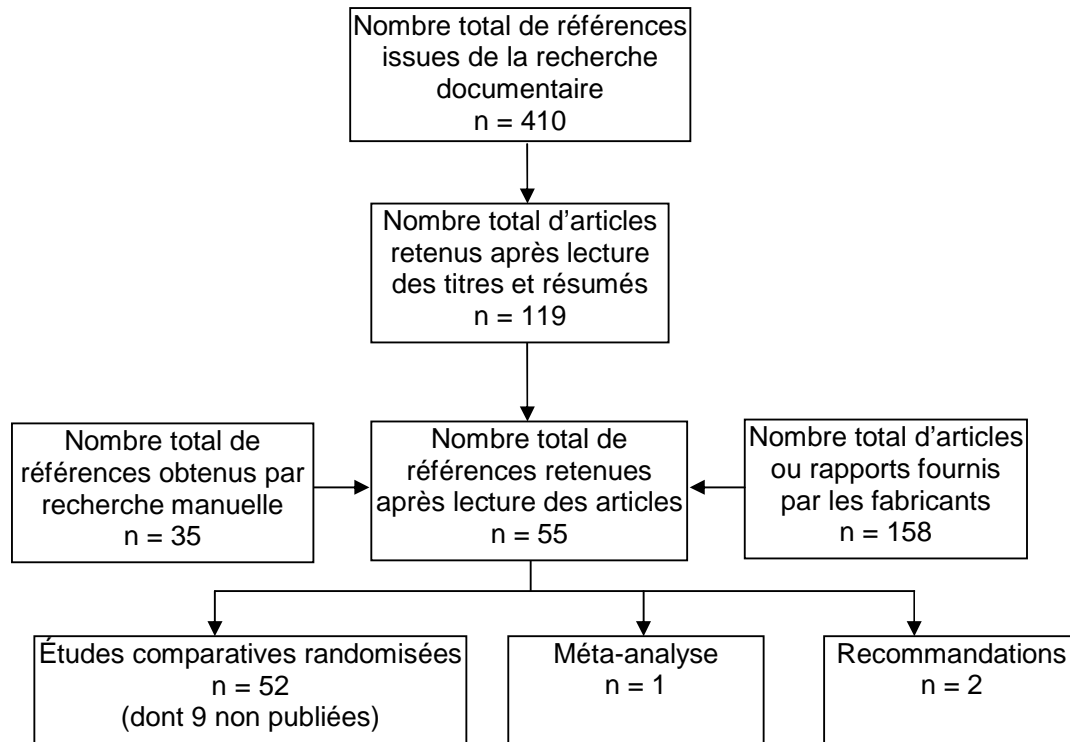 Nombre total de références
issues de la recherche
documentaire
n = 410
Nombre total d’articles
retenus après lecture
des titres et résumés
n = 119
Nombre total de
références obtenus par
recherche manuelle
n = 35
Nombre total de
références retenues
après lecture des articles
n = 55
Nombre total d’articles
ou rapports fournis
par les fabricants
n = 158
Études comparatives randomisées
n = 52
(dont 9 non publiées)
Méta-analyse
n = 1
Recommandations
n = 2